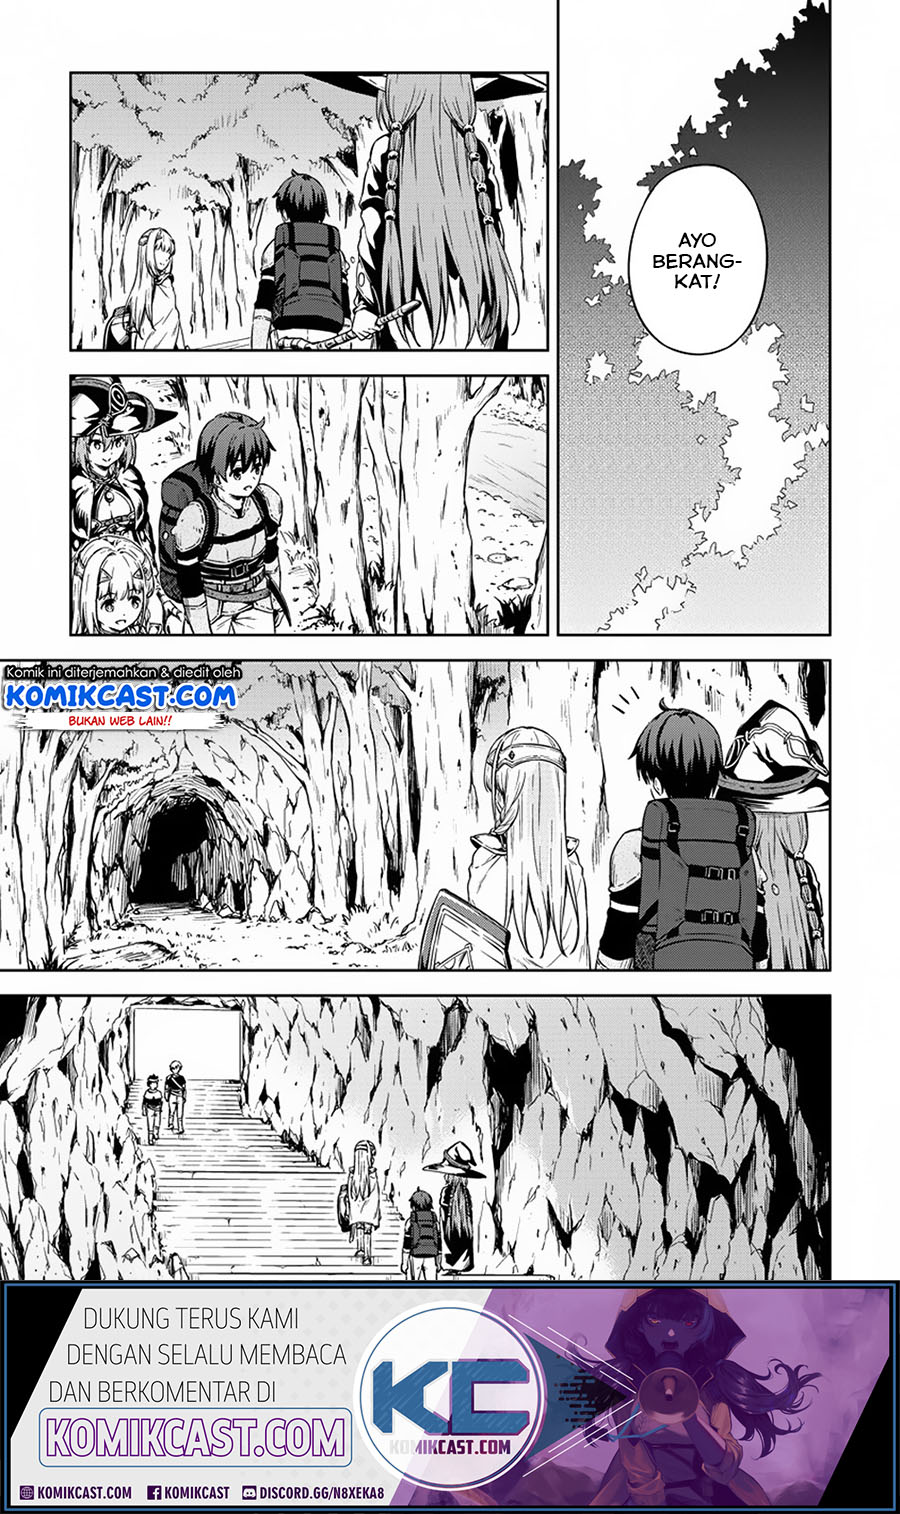 AYO
BERANG-
KAT!
Komik ini diterjemahkan & diedit oleh
KOMIKCAST.COM
BUKAN WEB LAIN!!
DUKUNG TERUS KAMI
DENGAN SELALU MEMBACA
DAN BERKOMENTAR DI
KOMIKCAST.COM
KC
KOMIKCAST.COM
KOMIKCAST.COM KOMIKCAST DISCORD.GG/N8XEKA8